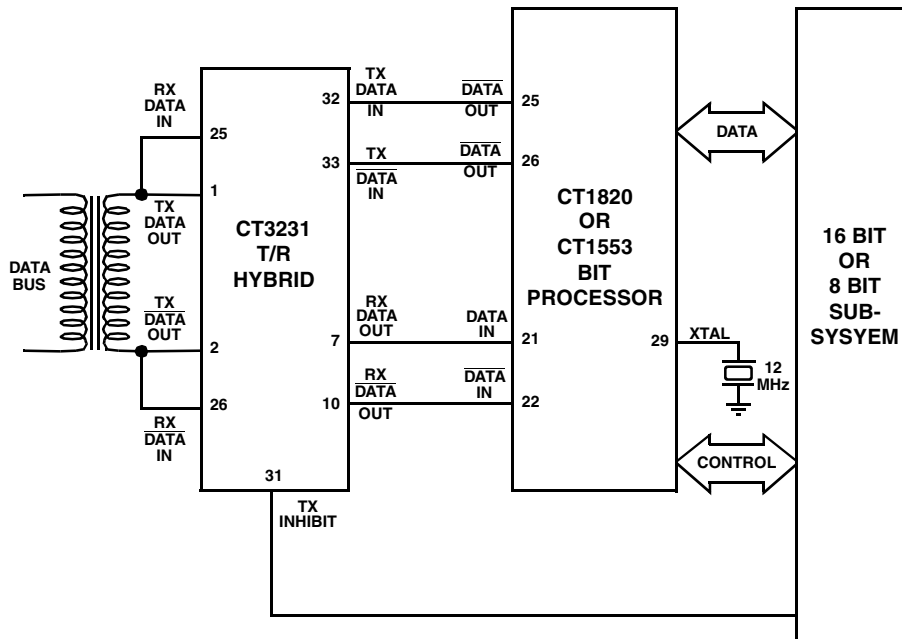 RX
DATA
IN
25
1
TX
DATA
OUT
DATA
BUS
TX
DATA
OUT
2
26
RX
DATA
IN
CT3231
T/R
HYBRID
31
TX
INHIBIT
32
TX
DATA
IN
33
TX
DATA
IN
7
RX
DATA
OUT
10
RX
DATA
OUT
DATA
OUT
25
DATA
OUT
26
DATA
IN
21
DATA
IN
22
CT1820
OR
CT1553
BIT
PROCESSOR
29
XTAL
12
MHz
DATA
CONTROL
16 BIT
OR
8 BIT
SUB-
SYSYEM